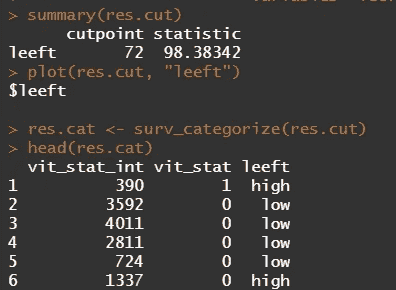 > summary(res.cut)
cutpoint statistic
leeft 72 98.38342
> plot(res.cut, "leeft")
$leeft
> res.cat <- surv_categorize(res.cut)
> head(res.cat)
vit_stat_int vit_stat leeft
1 390 1 high
2 3592 0 low
3 4011 0 low
4 2811 0 low
5 724 0 low
6 1337 0 high